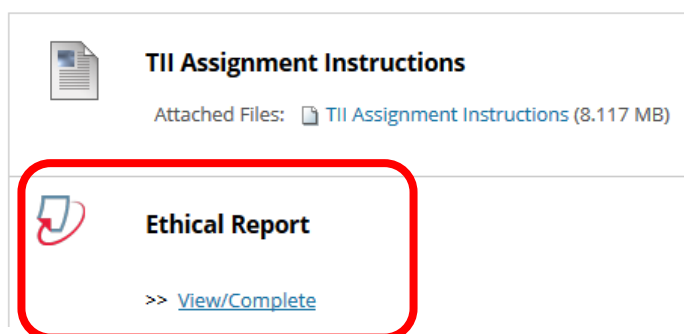 TII Assignment Instructions
Attached Files: TII Assignment Instructions (8.117 MB)
Ethical Report
>> View/Complete